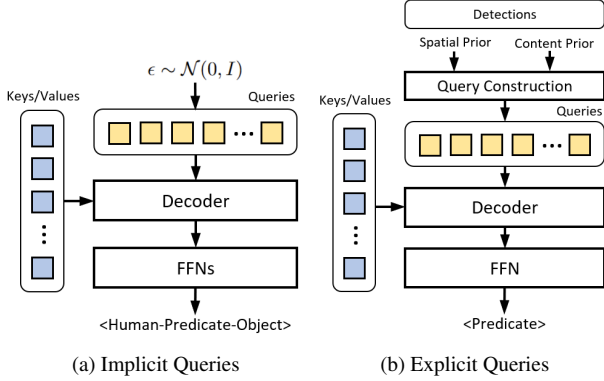 ϵ ∼ N(0, I)
Keys/Values
Queries
...
Decoder
FFNs
<Human-Predicate-Object>
(a) Implicit Queries
Detections
Spatial Prior
Content Prior
Query Construction
Keys/Values
Queries
...
Decoder
FFN
<Predicate>
(b) Explicit Queries